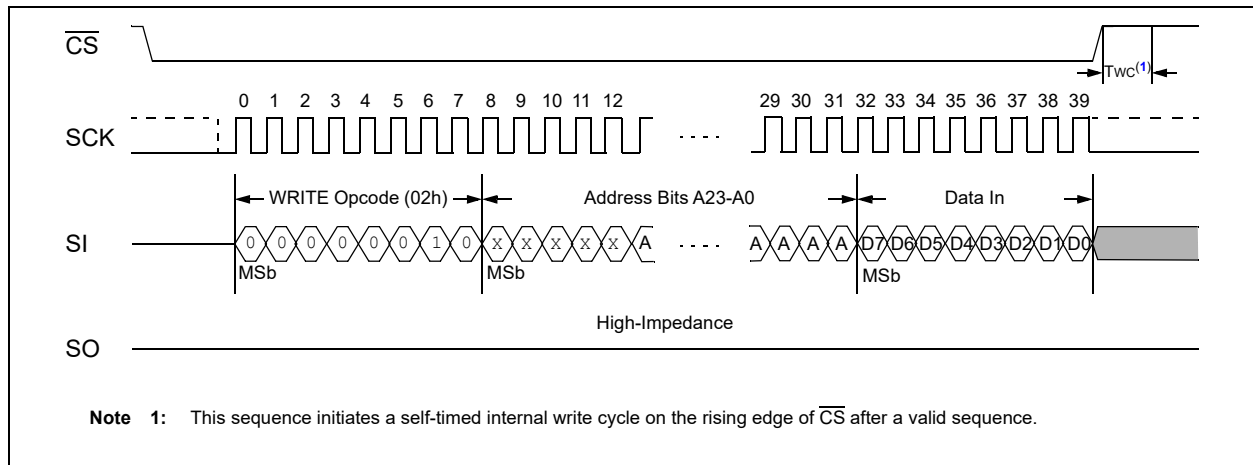 CS
TWC(1)
0 1 2 3 4 5 6 7 8 9 10 11 12 29 30 31 32 33 34 35 36 37 38 39
SCK
WRITE Opcode (02h) Address Bits A23-A0 Data In
SI 0 0 0 0 0 0 1 0 x x x x x A A A A A D7 D6 D5 D4 D3 D2 D1 D0
MSb MSb MSb
High-Impedance
SO
Note 1: This sequence initiates a self-timed internal write cycle on the rising edge of CS after a valid sequence.